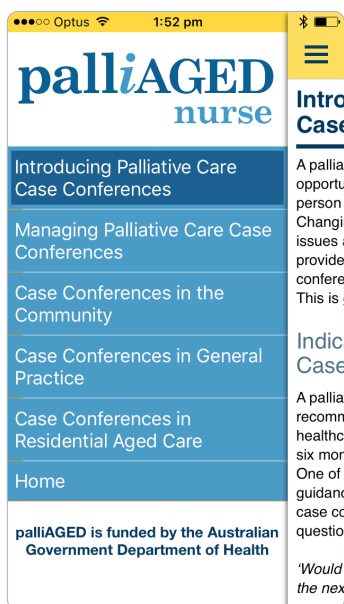 Optus 1:52 pm
palliAGED
nurse
Introducing Palliative Care
Case Conferences
Managing Palliative Care Case
Conferences
Case Conferences in the
Community
Case Conferences in General
Practice
Case Conferences in
Residential Aged Care
Home
palliAGED is funded by the Australian
Government Department of Health
Intro
Case
A pallia
opportu
person
Changi
issues a
provide
confere
This is
Indica
Case
A pallia
recomm
healthc
six mon
One of
guidanc
case co
questio
'Would
the nex